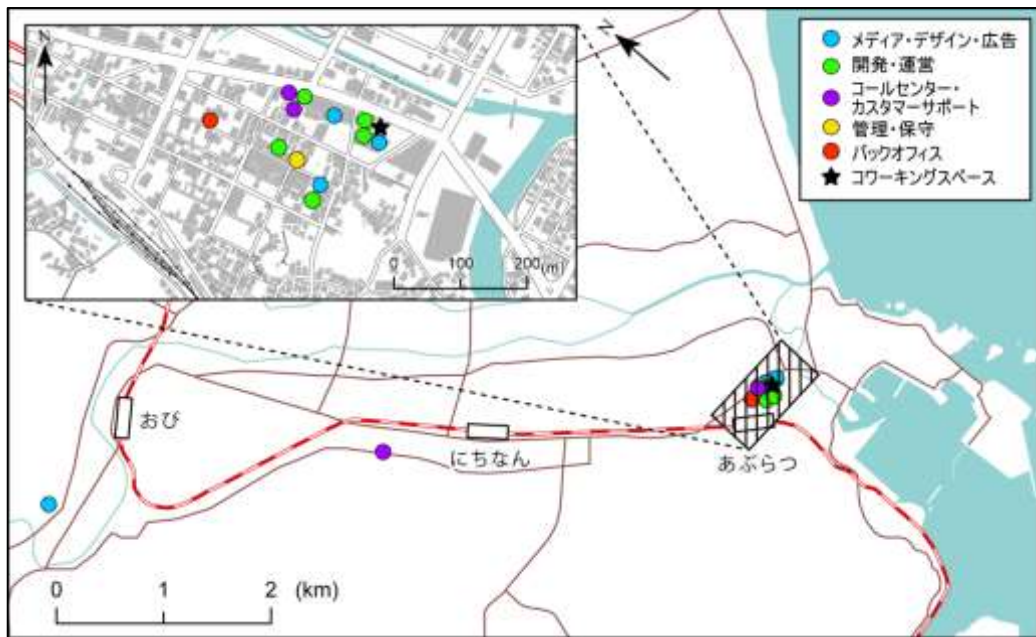 N
0 100 200(m)
N
メディア・デザイン・広告
開発・運営
コールセンター・
カスタマーサポート
管理・保守
バックオフィス
コワーキングスペース
おび
にちなん
あぶらつ
0 1 2 (km)